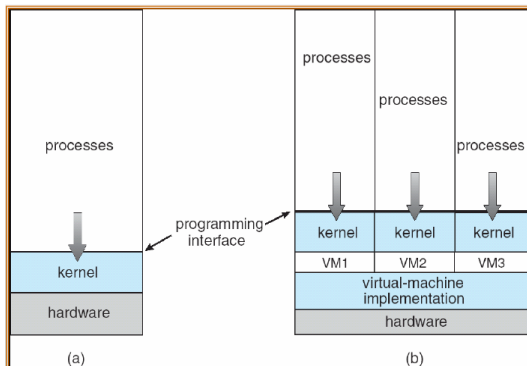 processes
kernel
hardware
(a)
programming
interface
processes
processes
processes
kernel
kernel
kernel
VM1
VM2
VM3
virtual-machine
implementation
hardware
(b)